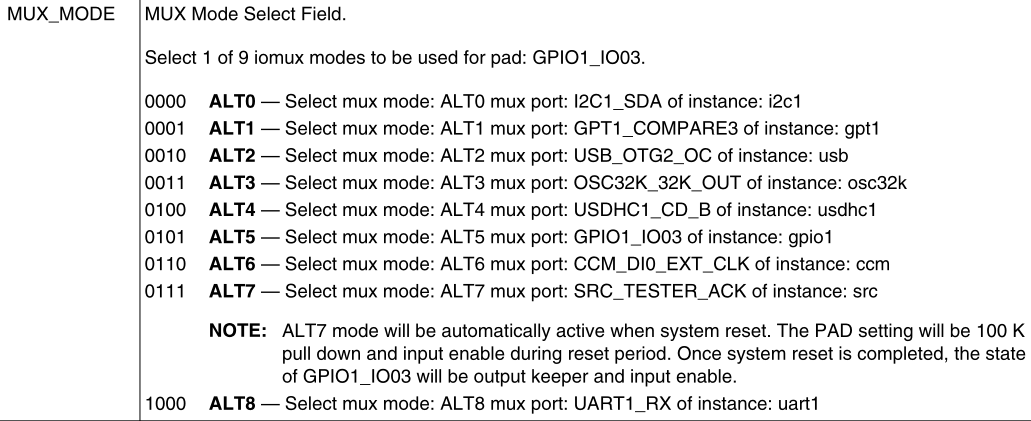 MUX_MODE MUX Mode Select Field.
Select 1 of 9 iomux modes to be used for pad: GPIO1_IO03.
0000 ALT0 — Select mux mode: ALT0 mux port: I2C1_SDA of instance: i2c1
0001 ALT1 — Select mux mode: ALT1 mux port: GPT1_COMPARE3 of instance: gpt1
0010 ALT2 — Select mux mode: ALT2 mux port: USB_OTG2_OC of instance: usb
0011 ALT3 — Select mux mode: ALT3 mux port: OSC32K_32K_OUT of instance: osc32k
0100 ALT4 — Select mux mode: ALT4 mux port: USDHC1_CD_B of instance: usdhc1
0101 ALT5 — Select mux mode: ALT5 mux port: GPIO1_IO03 of instance: gpio1
0110 ALT6 — Select mux mode: ALT6 mux port: CCM_DI0_EXT_CLK of instance: ccm
0111 ALT7 — Select mux mode: ALT7 mux port: SRC_TESTER_ACK of instance: src
NOTE: ALT7 mode will be automatically active when system reset. The PAD setting will be 100 K
pull down and input enable during reset period. Once system reset is completed, the state
of GPIO1_IO03 will be output keeper and input enable.
1000 ALT8 — Select mux mode: ALT8 mux port: UART1_RX of instance: uart1